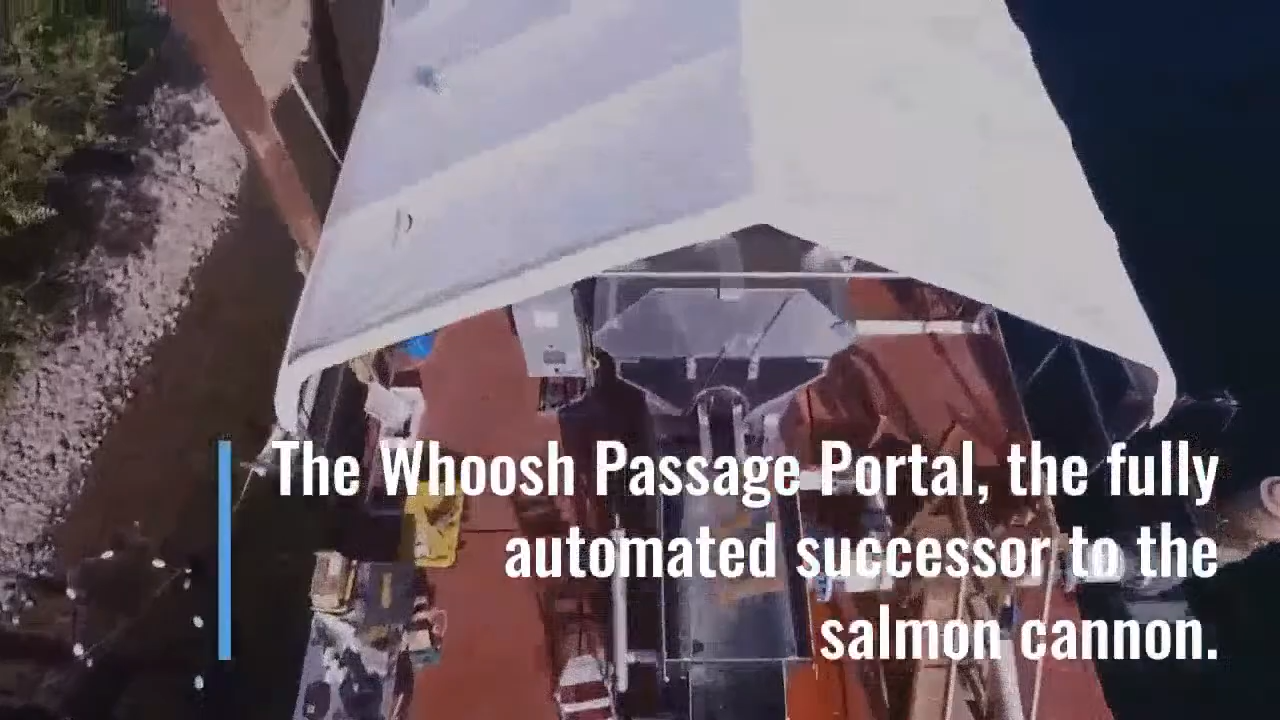 The Whoosh Passage Portal, the fully
automated successor to the
salmon cannon.